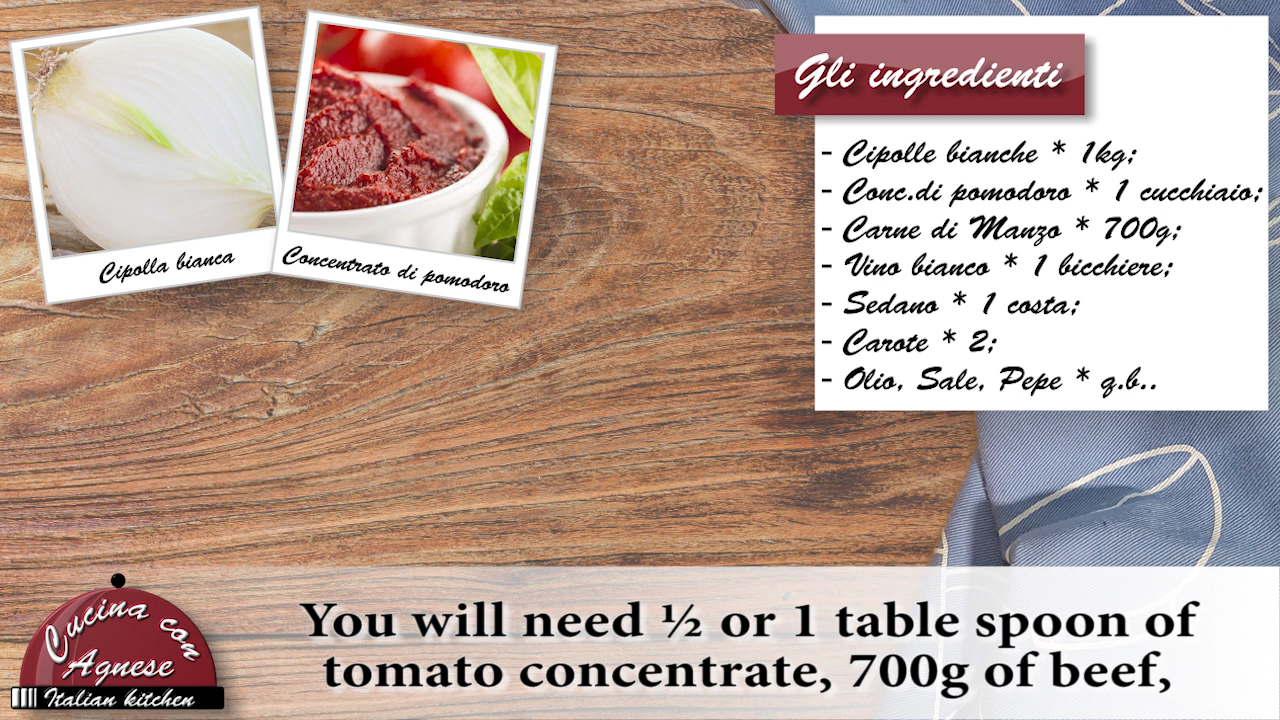 Cipolla bianca
Concentrato di pomodoro
Gli ingredienti
- Cipolle bianche * 1kg;
- Conc.di pomodoro * 1 cucchiaio;
- Carne di Manzo * 700g;
- Vino bianco * 1 bicchiere;
- Sedano * 1 costa;
- Carote * 2;
- Olio, Sale, Pepe * q.b..
You will need ½ or 1 table spoon of
tomato concentrate, 700g of beef,
Cucina con
Agnese
Italian kitchen